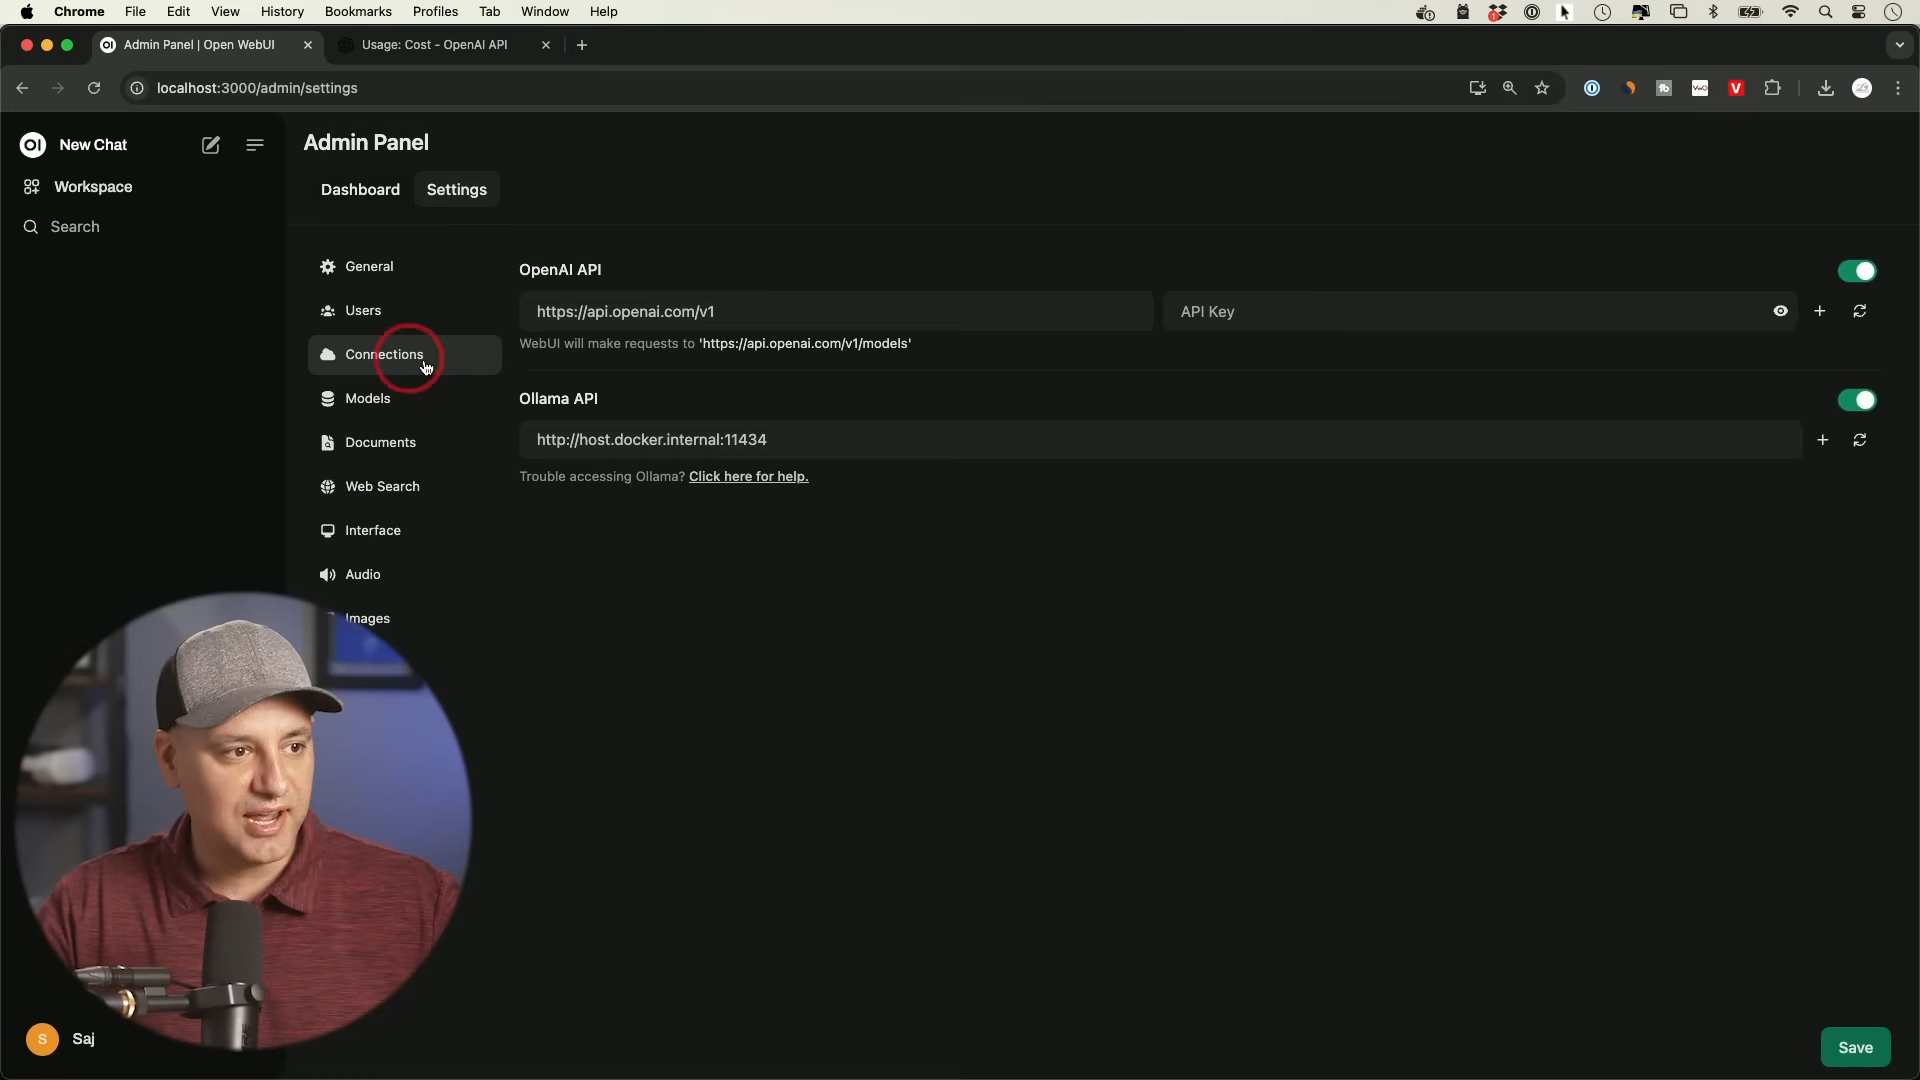 Chrome File Edit View History Bookmarks Profiles Tab Window Help
Admin Panel | Open WebUI
Usage: Cost - OpenAI API
localhost:3000/admin/settings
OI New Chat
Workspace
Search
Admin Panel
Dashboard Settings
General
Users
Connections
Models
Documents
Web Search
Interface
Audio
Images
OpenAI API
https://api.openai.com/v1
API Key
WebUI will make requests to 'https://api.openai.com/v1/models'
Ollama API
http://host.docker.internal:11434
Trouble accessing Ollama? Click here for help.
S Saj
Save